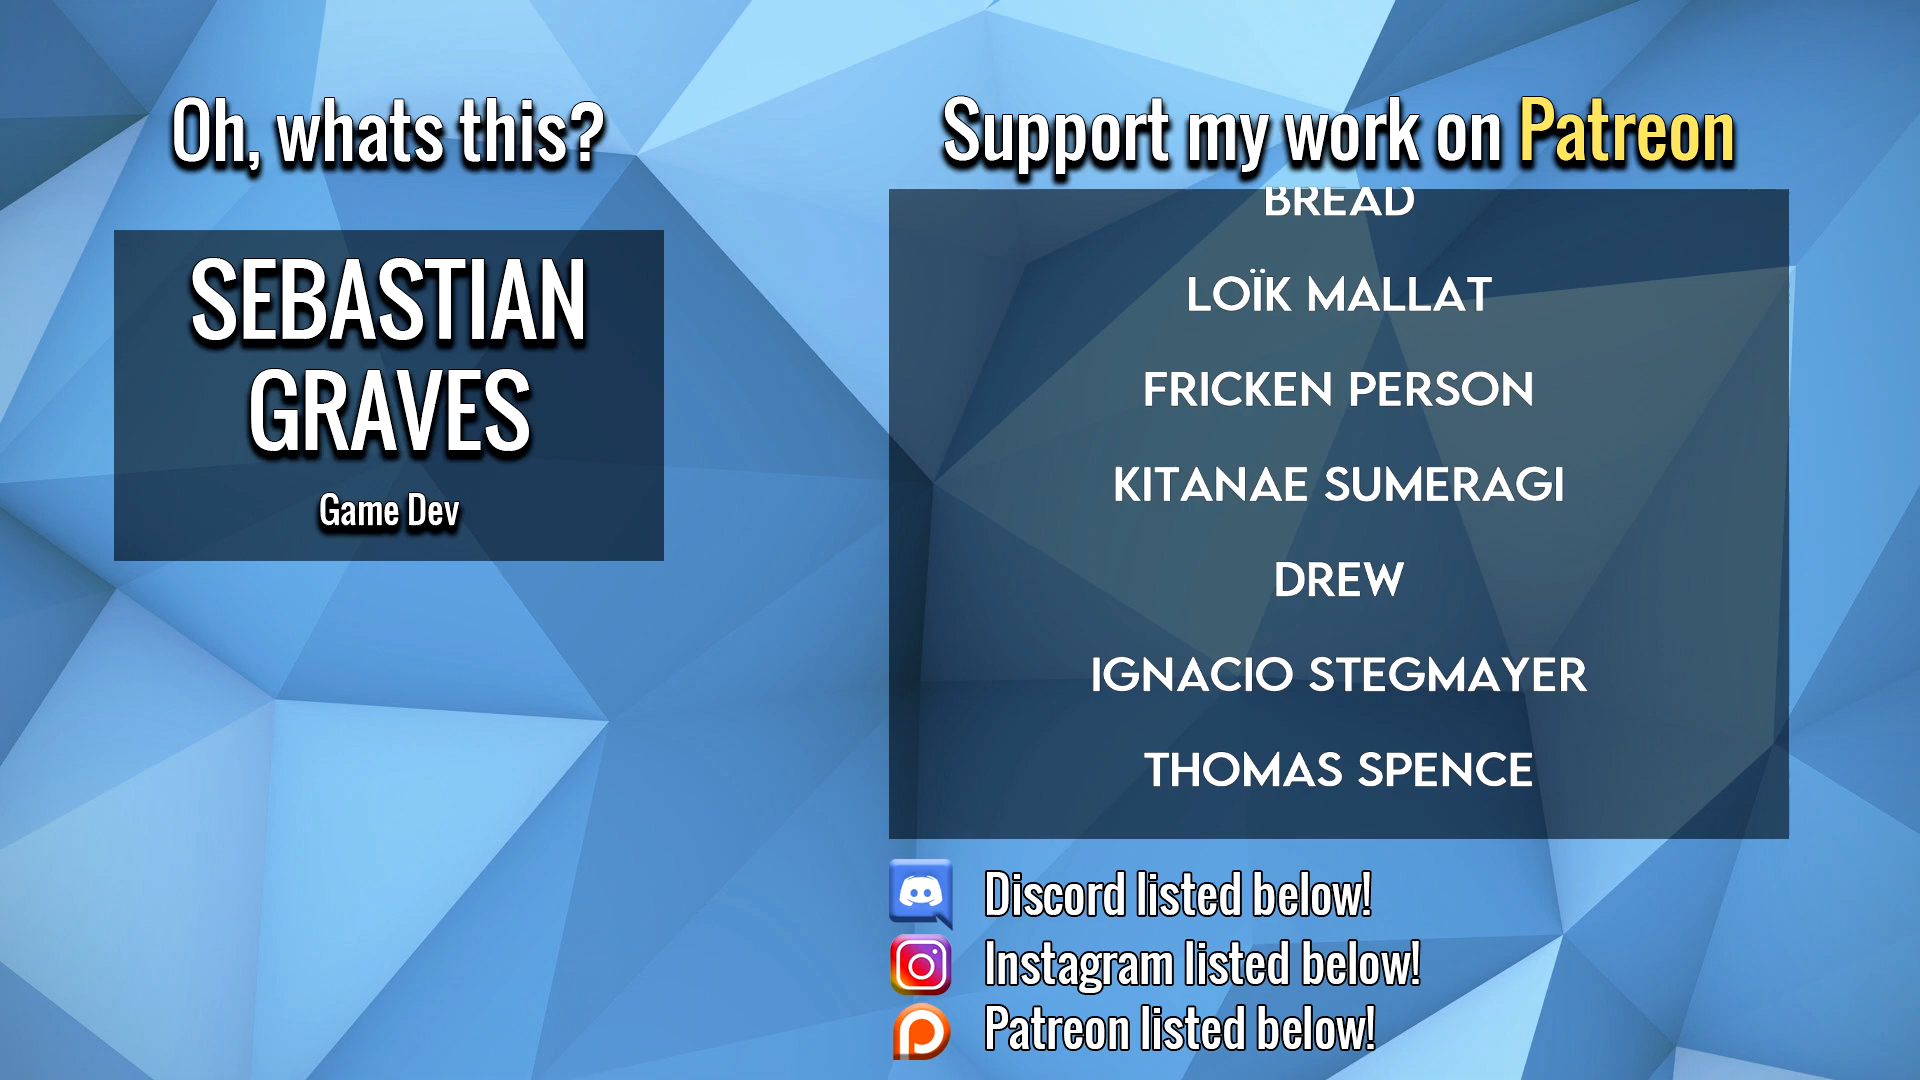 Oh, whats this?
SEBASTIAN
GRAVES
Game Dev
Support my work on Patreon
BREAD
LOÏK MALLAT
FRICKEN PERSON
KITANAE SUMERAGI
DREW
IGNACIO STEGMAYER
THOMAS SPENCE
Discord listed below!
Instagram listed below!
Patreon listed below!